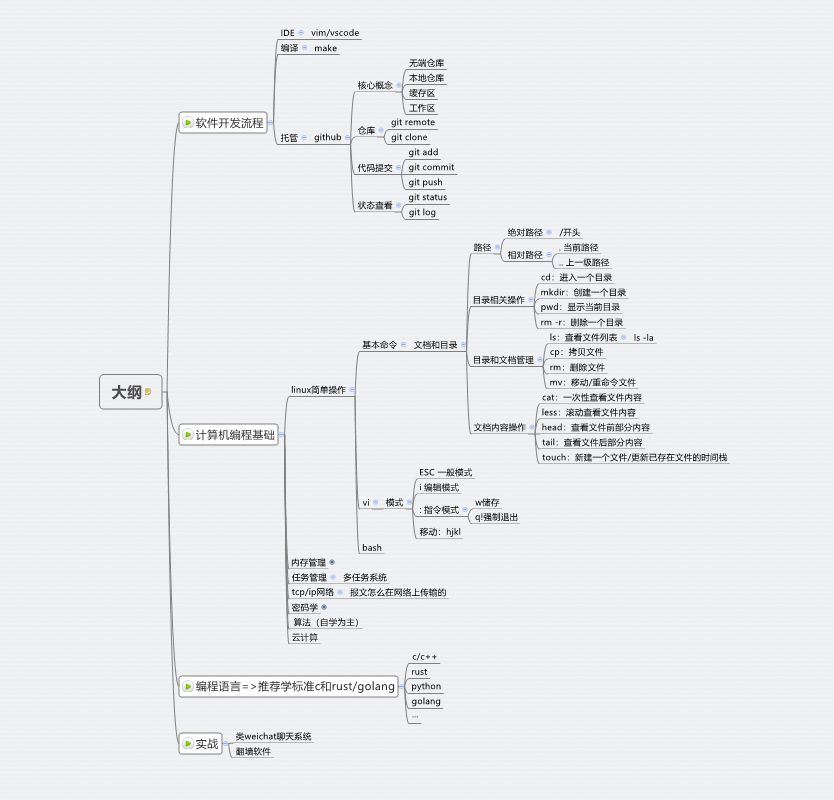 大纲
软件开发流程
IDE vim/vscode
编译 make
托管 github
核心概念
无端仓库
本地仓库
缓存区
工作区
仓库
git remote
git clone
代码提交
git add
git commit
git push
状态查看
git status
git log
计算机编程基础
linux简单操作
基本命令 文档和目录
路径
绝对路径 /开头
相对路径
. 当前路径
.. 上一级路径
目录相关操作
cd：进入一个目录
mkdir：创建一个目录
pwd：显示当前目录
rm -r：删除一个目录
目录和文档管理
ls：查看文件列表 ls -la
cp：拷贝文件
rm：删除文件
mv：移动/重命令文件
文档内容操作
cat：一次性查看文件内容
less：滚动查看文件内容
head：查看文件前部分内容
tail：查看文件后部分内容
touch：新建一个文件/更新已存在文件的时间栈
vi 模式
ESC 一般模式
i 编辑模式
: 指令模式
w储存
q!强制退出
移动：hjkl
bash
内存管理
任务管理 多任务系统
tcp/ip网络 报文怎么在网络上传输的
密码学
算法（自学为主）
云计算
编程语言=>推荐学标准c和rust/golang
c/c++
rust
python
golang
...
实战
类weichat聊天系统
翻墙软件